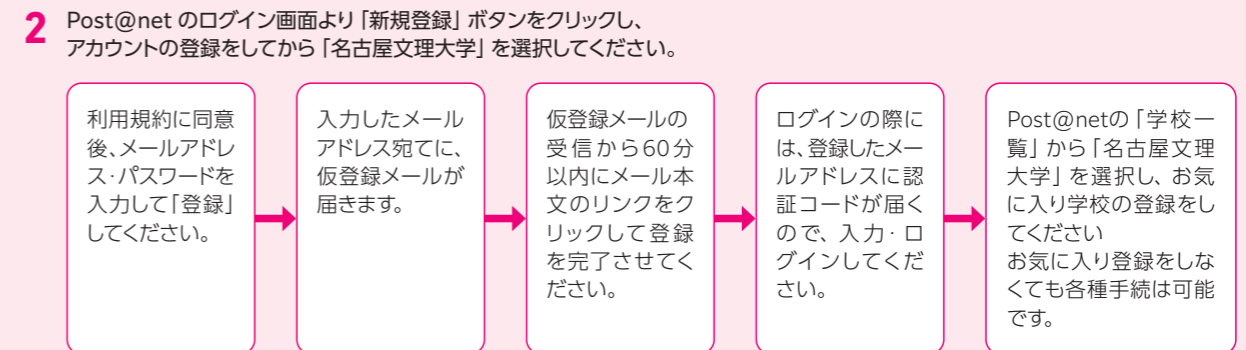 2
Post@net のログイン画面より「新規登録」ボタンをクリックし、
アカウントの登録をしてから「名古屋文理大学」を選択してください。
利用規約に同意
後、メールアドレ
ス・パスワードを
入力して「登録」
してください。
入力したメール
アドレス宛てに、
仮登録メールが
届きます。
仮登録メールの
受信から60分
以内にメール本
文のリンクをク
リックして登録
を完了させてく
ださい。
ログインの際に
は、登録したメー
ルアドレスに認
証コードが届く
ので、入力・ロ
グインしてくだ
さい。
Post@netの「学校一
覧」から「名古屋文理
大学」を選択し、お気
に入り学校の登録をし
てください
お気に入り登録をしな
くても各種手続は可能
です。